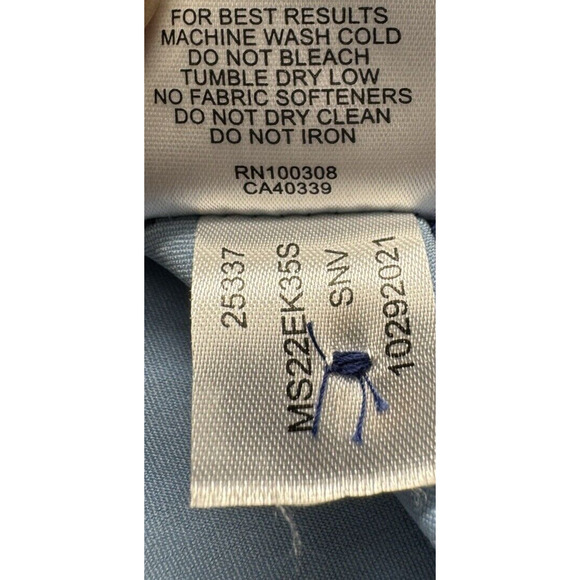 FOR BEST RESULTS
MACHINE WASH COLD
DO NOT BLEACH
TUMBLE DRY LOW
NO FABRIC SOFTENERS
DO NOT DRY CLEAN
DO NOT IRON
RN100308
CA40339
25337
MS22EK35S
SNV
10292021